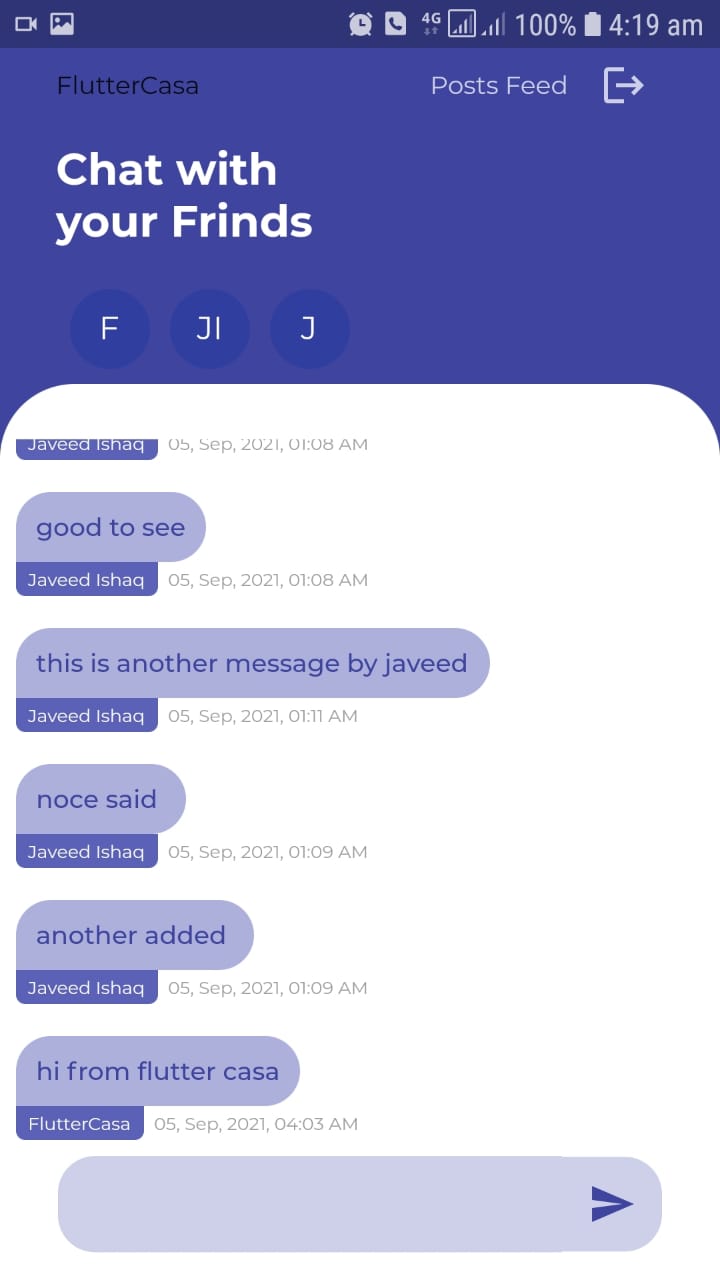 4G 100% 4:19 am
FlutterCasa Posts Feed
Chat with
your Frinds
F JI J
Javeed Ishaq 05, Sep, 2021, 01:08 AM
good to see
Javeed Ishaq 05, Sep, 2021, 01:08 AM
this is another message by javeed
Javeed Ishaq 05, Sep, 2021, 01:11 AM
noce said
Javeed Ishaq 05, Sep, 2021, 01:09 AM
another added
Javeed Ishaq 05, Sep, 2021, 01:09 AM
hi from flutter casa
FlutterCasa 05, Sep, 2021, 04:03 AM